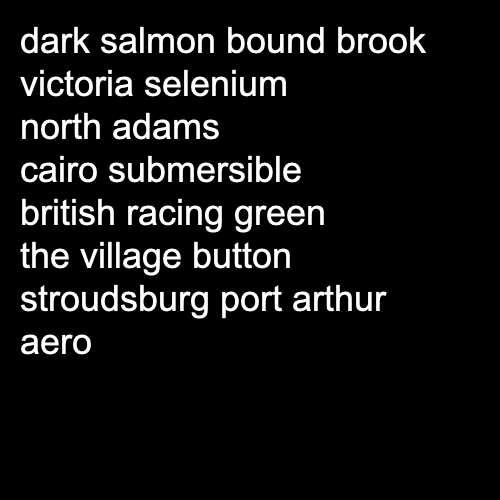 dark salmon bound brook
victoria selenium
north adams
cairo submersible
british racing green
the village button
stroudsburg port arthur
aero